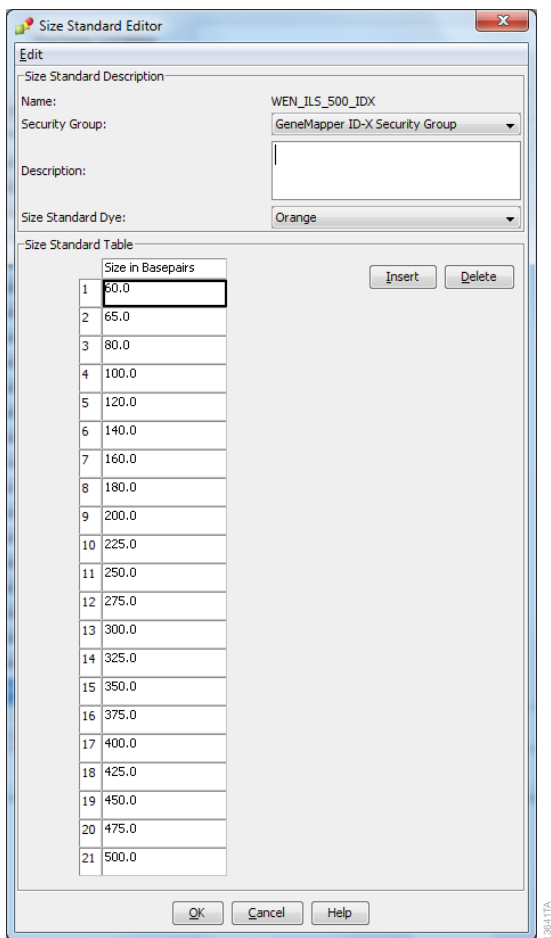 Size Standard Editor
Edit
Size Standard Description
Name: WEN_ILS_500_IDX
Security Group: GeneMapper ID-X Security Group
Description:
Size Standard Dye: Orange
Size Standard Table
Size in Basepairs
Insert Delete
1 60.0
2 65.0
3 80.0
4 100.0
5 120.0
6 140.0
7 160.0
8 180.0
9 200.0
10 225.0
11 250.0
12 275.0
13 300.0
14 325.0
15 350.0
16 375.0
17 400.0
18 425.0
19 450.0
20 475.0
21 500.0
OK Cancel Help